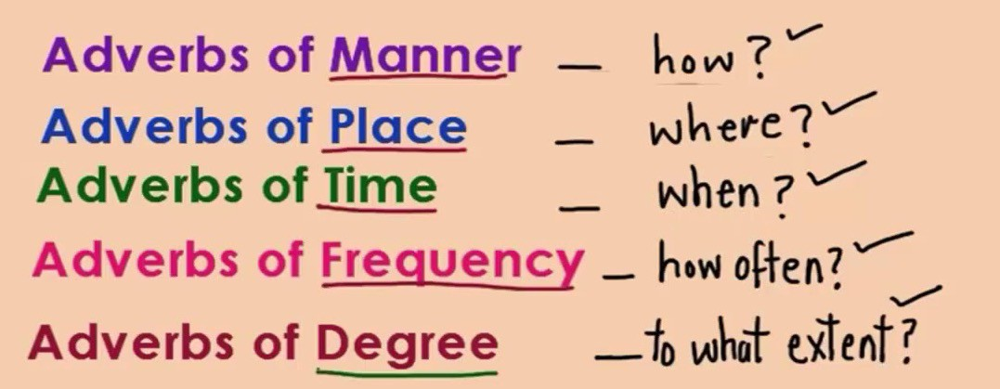 Adverbs of Manner — how?
Adverbs of Place — where?
Adverbs of Time — when?
Adverbs of Frequency — how often?
Adverbs of Degree — to what extent?